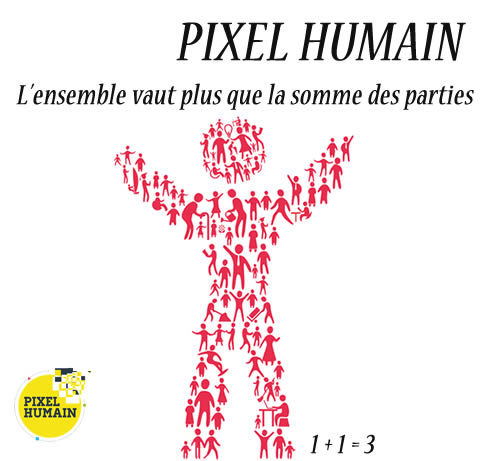 PIXEL HUMAIN
L'ensemble vaut plus que la somme des parties
PIXEL
HUMAIN
1 + 1 = 3